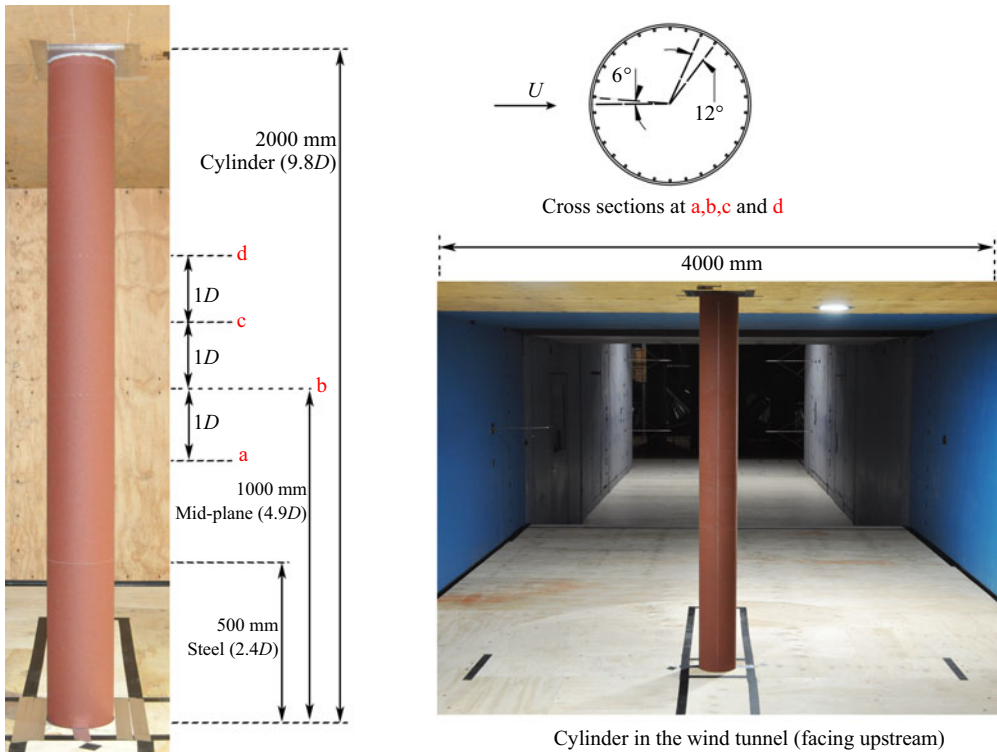 2000 mm
Cylinder (9.8D)
d
1D
c
1D
b
1D
a
1000 mm
Mid-plane (4.9D)
500 mm
Steel (2.4D)
U
6°
12°
Cross sections at a,b,c and d
4000 mm
Cylinder in the wind tunnel (facing upstream)